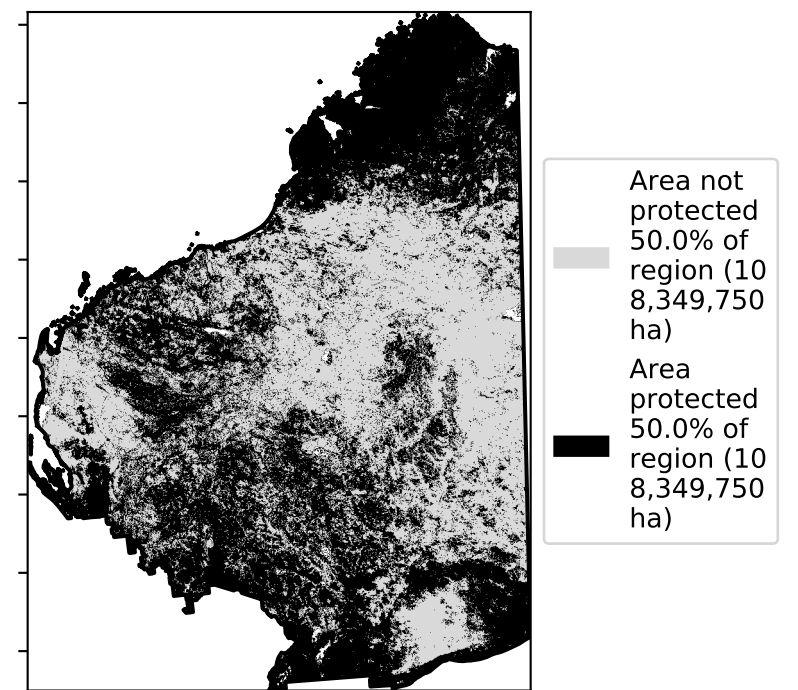 Area not
protected
50.0% of
region (10
8,349,750
ha)
Area
protected
50.0% of
region (10
8,349,750
ha)